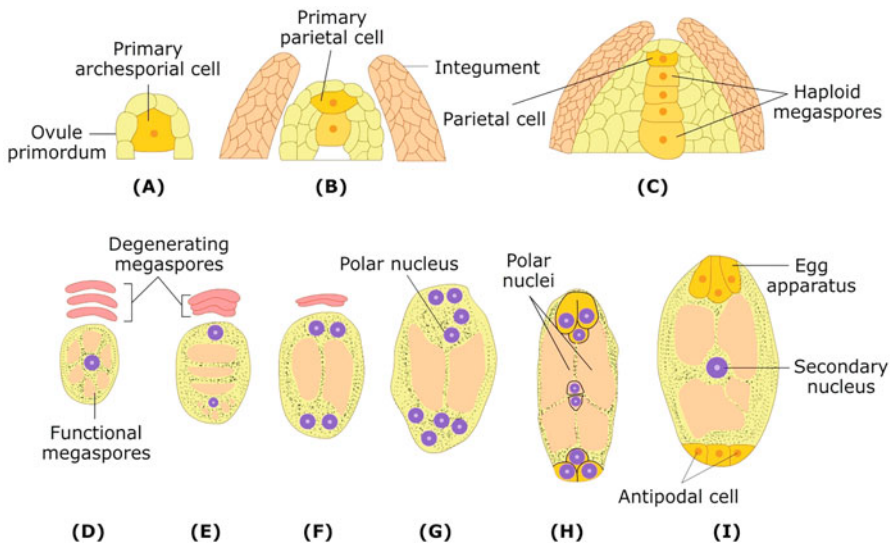 Primary
archesporial cell
Ovule
primordum
(A)
Primary
parietal cell
Integument
(B)
Parietal cell
Haploid
megaspores
(C)
Degenerating
megaspores
Functional
megaspores
(D)
(E)
(F)
Polar nucleus
(G)
Polar
nuclei
(H)
Egg
apparatus
Secondary
nucleus
Antipodal cell
(I)